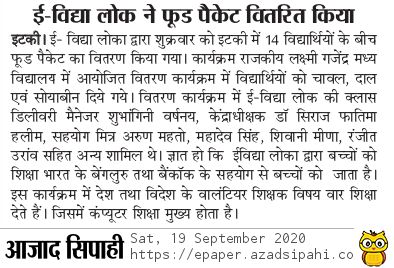 ई-विद्या लोक ने फूड पैकेट वितरित किया
इटकी। ई- विद्या लोका द्वारा शुक्रवार को इटकी में 14 विद्यार्थियों के बीच
फूड पैकेट का वितरण किया गया। कार्यक्रम राजकीय लक्ष्मी गजेंद्र मध्य
विद्यालय में आयोजित वितरण कार्यक्रम में विद्यार्थियों को चावल, दाल
एवं सोयाबीन दिये गये। वितरण कार्यक्रम में ई-विद्या लोक की क्लास
डिलीवरी मैनेजर शुभांगिनी वर्षनय, केंद्राधीक्षक डॉ सिराज फातिमा
हलीम, सहयोग मित्र अरुण महतो, महादेव सिंह, शिवानी मीणा, रंजीत
उरांव सहित अन्य शामिल थे। ज्ञात हो कि ईविद्या लोका द्वारा बच्चों को
शिक्षा भारत के बेंगलुरु तथा बैंकॉक के सहयोग से बच्चों को जाता है।
इस कार्यक्रम में देश तथा विदेश के वालंटियर शिक्षक विषय वार शिक्षा
देते हैं। जिसमें कंप्यूटर शिक्षा मुख्य होता है।
आजाद सिपाही
Sat, 19 September 2020
https://epaper.azadsipahi.co